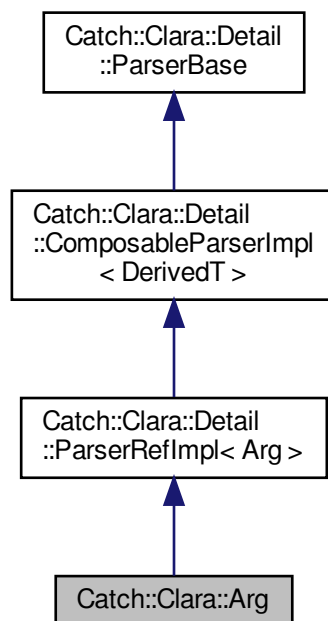 Catch::Clara::Detail
::ParserBase
Catch::Clara::Detail
::ComposableParserImpl
< DerivedT >
Catch::Clara::Detail
::ParserRefImpl< Arg >
Catch::Clara::Arg